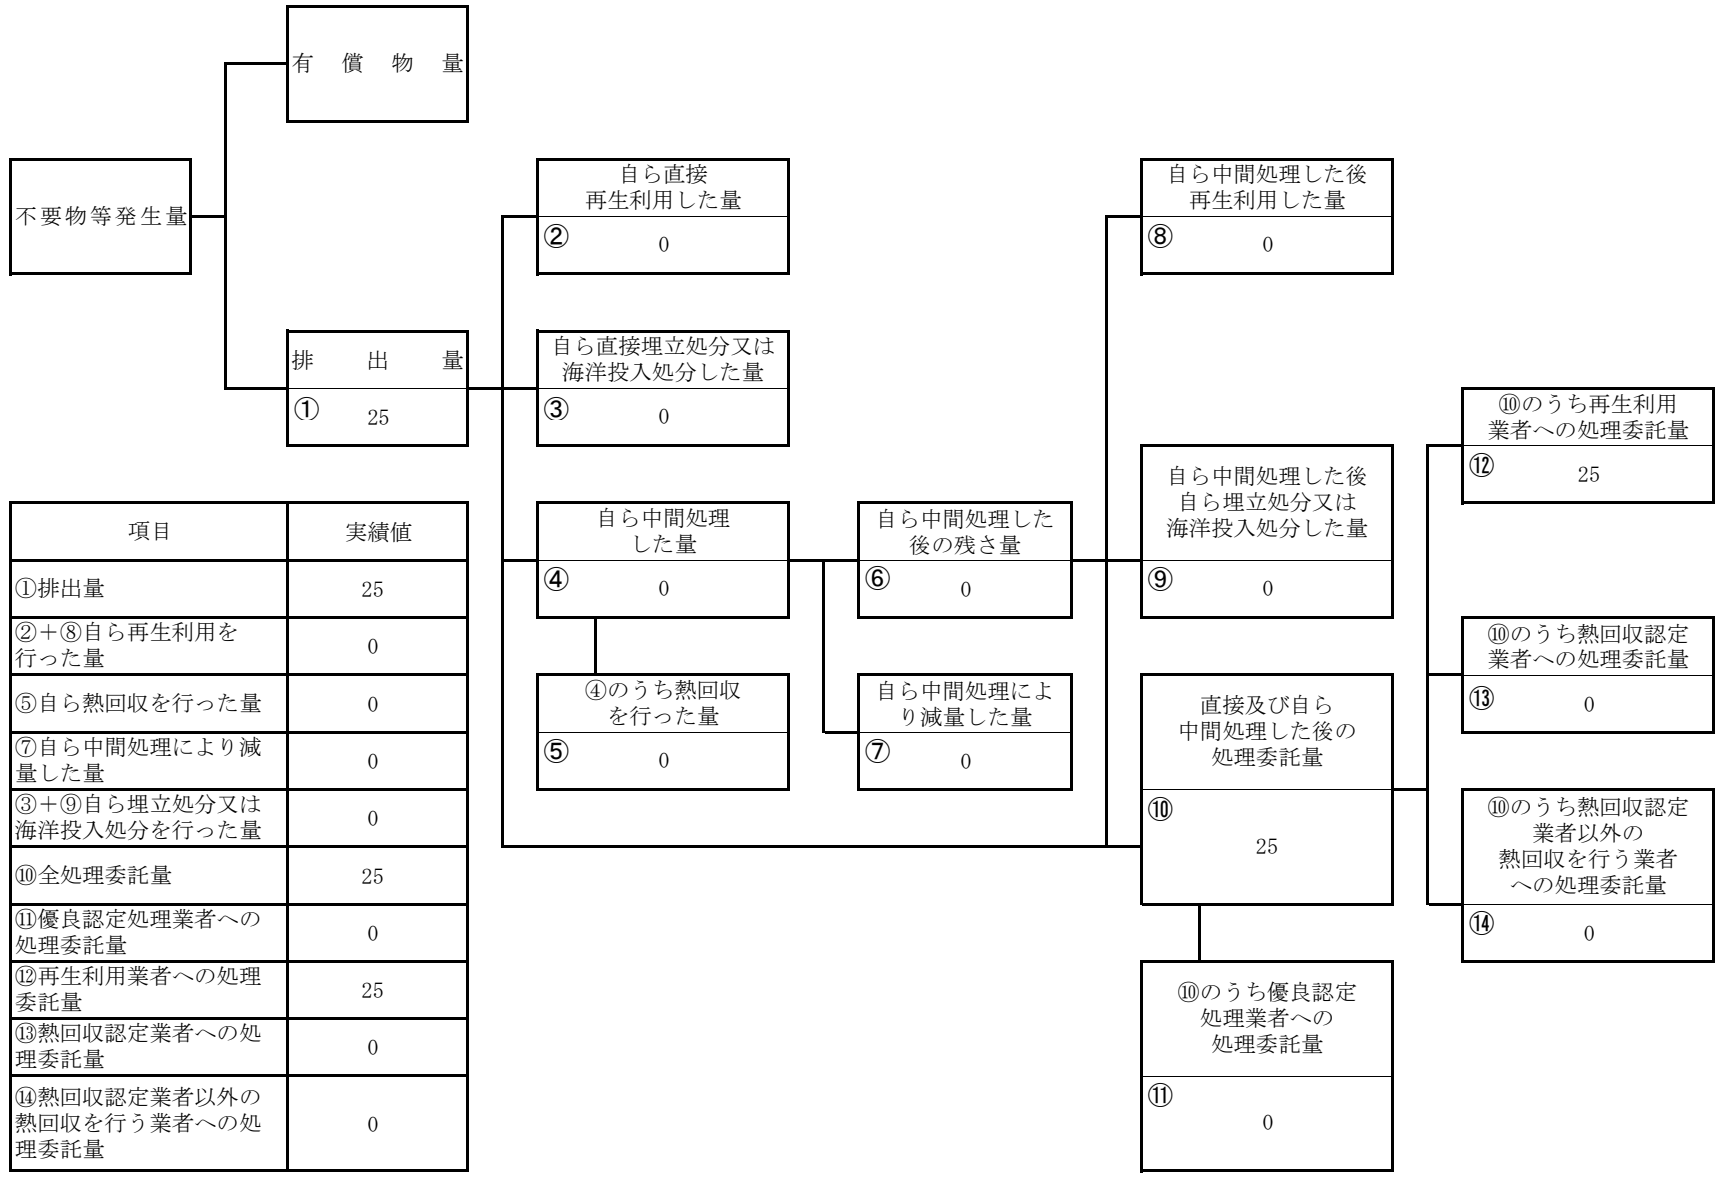 有償物量
不要物等発生量
排出量
①
25
自ら直接
再生利用した量
②
0
自ら直接埋立処分又は
海洋投入処分した量
③
0
自ら中間処理
した量
④
0
④のうち熱回収
を行った量
⑤
0
自ら中間処理した
後の残さ量
⑥
0
自ら中間処理によ
り減量した量
⑦
0
自ら中間処理した後
再生利用した量
⑧
0
自ら中間処理した後
自ら埋立処分又は
海洋投入処分した量
⑨
0
直接及び自ら
中間処理した後の
処理委託量
⑩
25
⑩のうち優良認定
処理業者への
処理委託量
⑪
0
⑩のうち再生利用
業者への処理委託量
⑫
25
⑩のうち熱回収認定
業者への処理委託量
⑬
0
⑩のうち熱回収認定
業者以外の
熱回収を行う業者
への処理委託量
⑭
0
項目
実績値
①排出量
25
②＋⑧自ら再生利用を
行った量
0
⑤自ら熱回収を行った量
0
⑦自ら中間処理により減
量した量
0
③＋⑨自ら埋立処分又は
海洋投入処分を行った量
0
⑩全処理委託量
25
⑪優良認定処理業者への
処理委託量
0
⑫再生利用業者への処理
委託量
25
⑬熱回収認定業者への処
理委託量
0
⑭熱回収認定業者以外の
熱回収を行う業者への処
理委託量
0